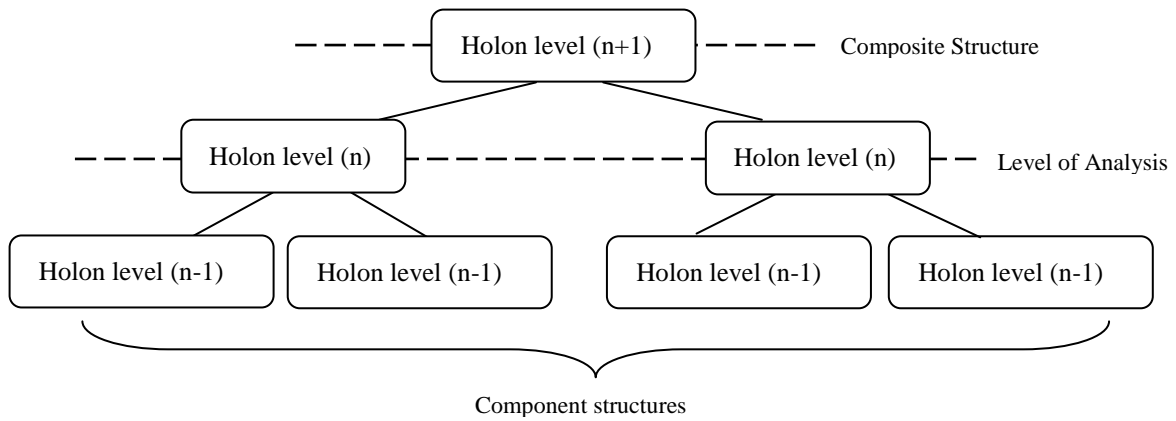 Holon level (n+1)
Composite Structure
Holon level (n)
Holon level (n)
Level of Analysis
Holon level (n-1)
Holon level (n-1)
Holon level (n-1)
Holon level (n-1)
Component structures